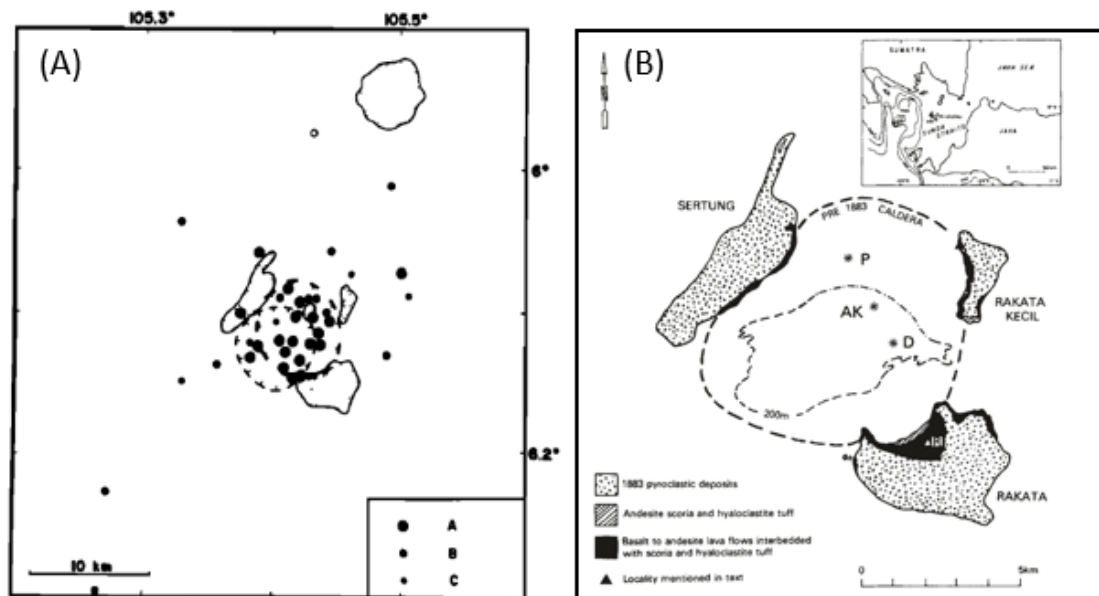 105.3°
105.5°
(A)
6°
6.2°
10 km
A
B
C
(B)
SUMATRA
JAVA SEA
JAVA
SUNDA
STRAITS
SERTUNG
PRE 1883 CALDERA
P
AK
D
RAKATA
KECIL
200m
RAKATA
1883 pyroclastic deposits
Andesite scoria and hyaloclastite tuff
Basalt to andesite lava flows interbedded
with scoria and hyaloclastite tuff
Locality mentioned in text
0
5km